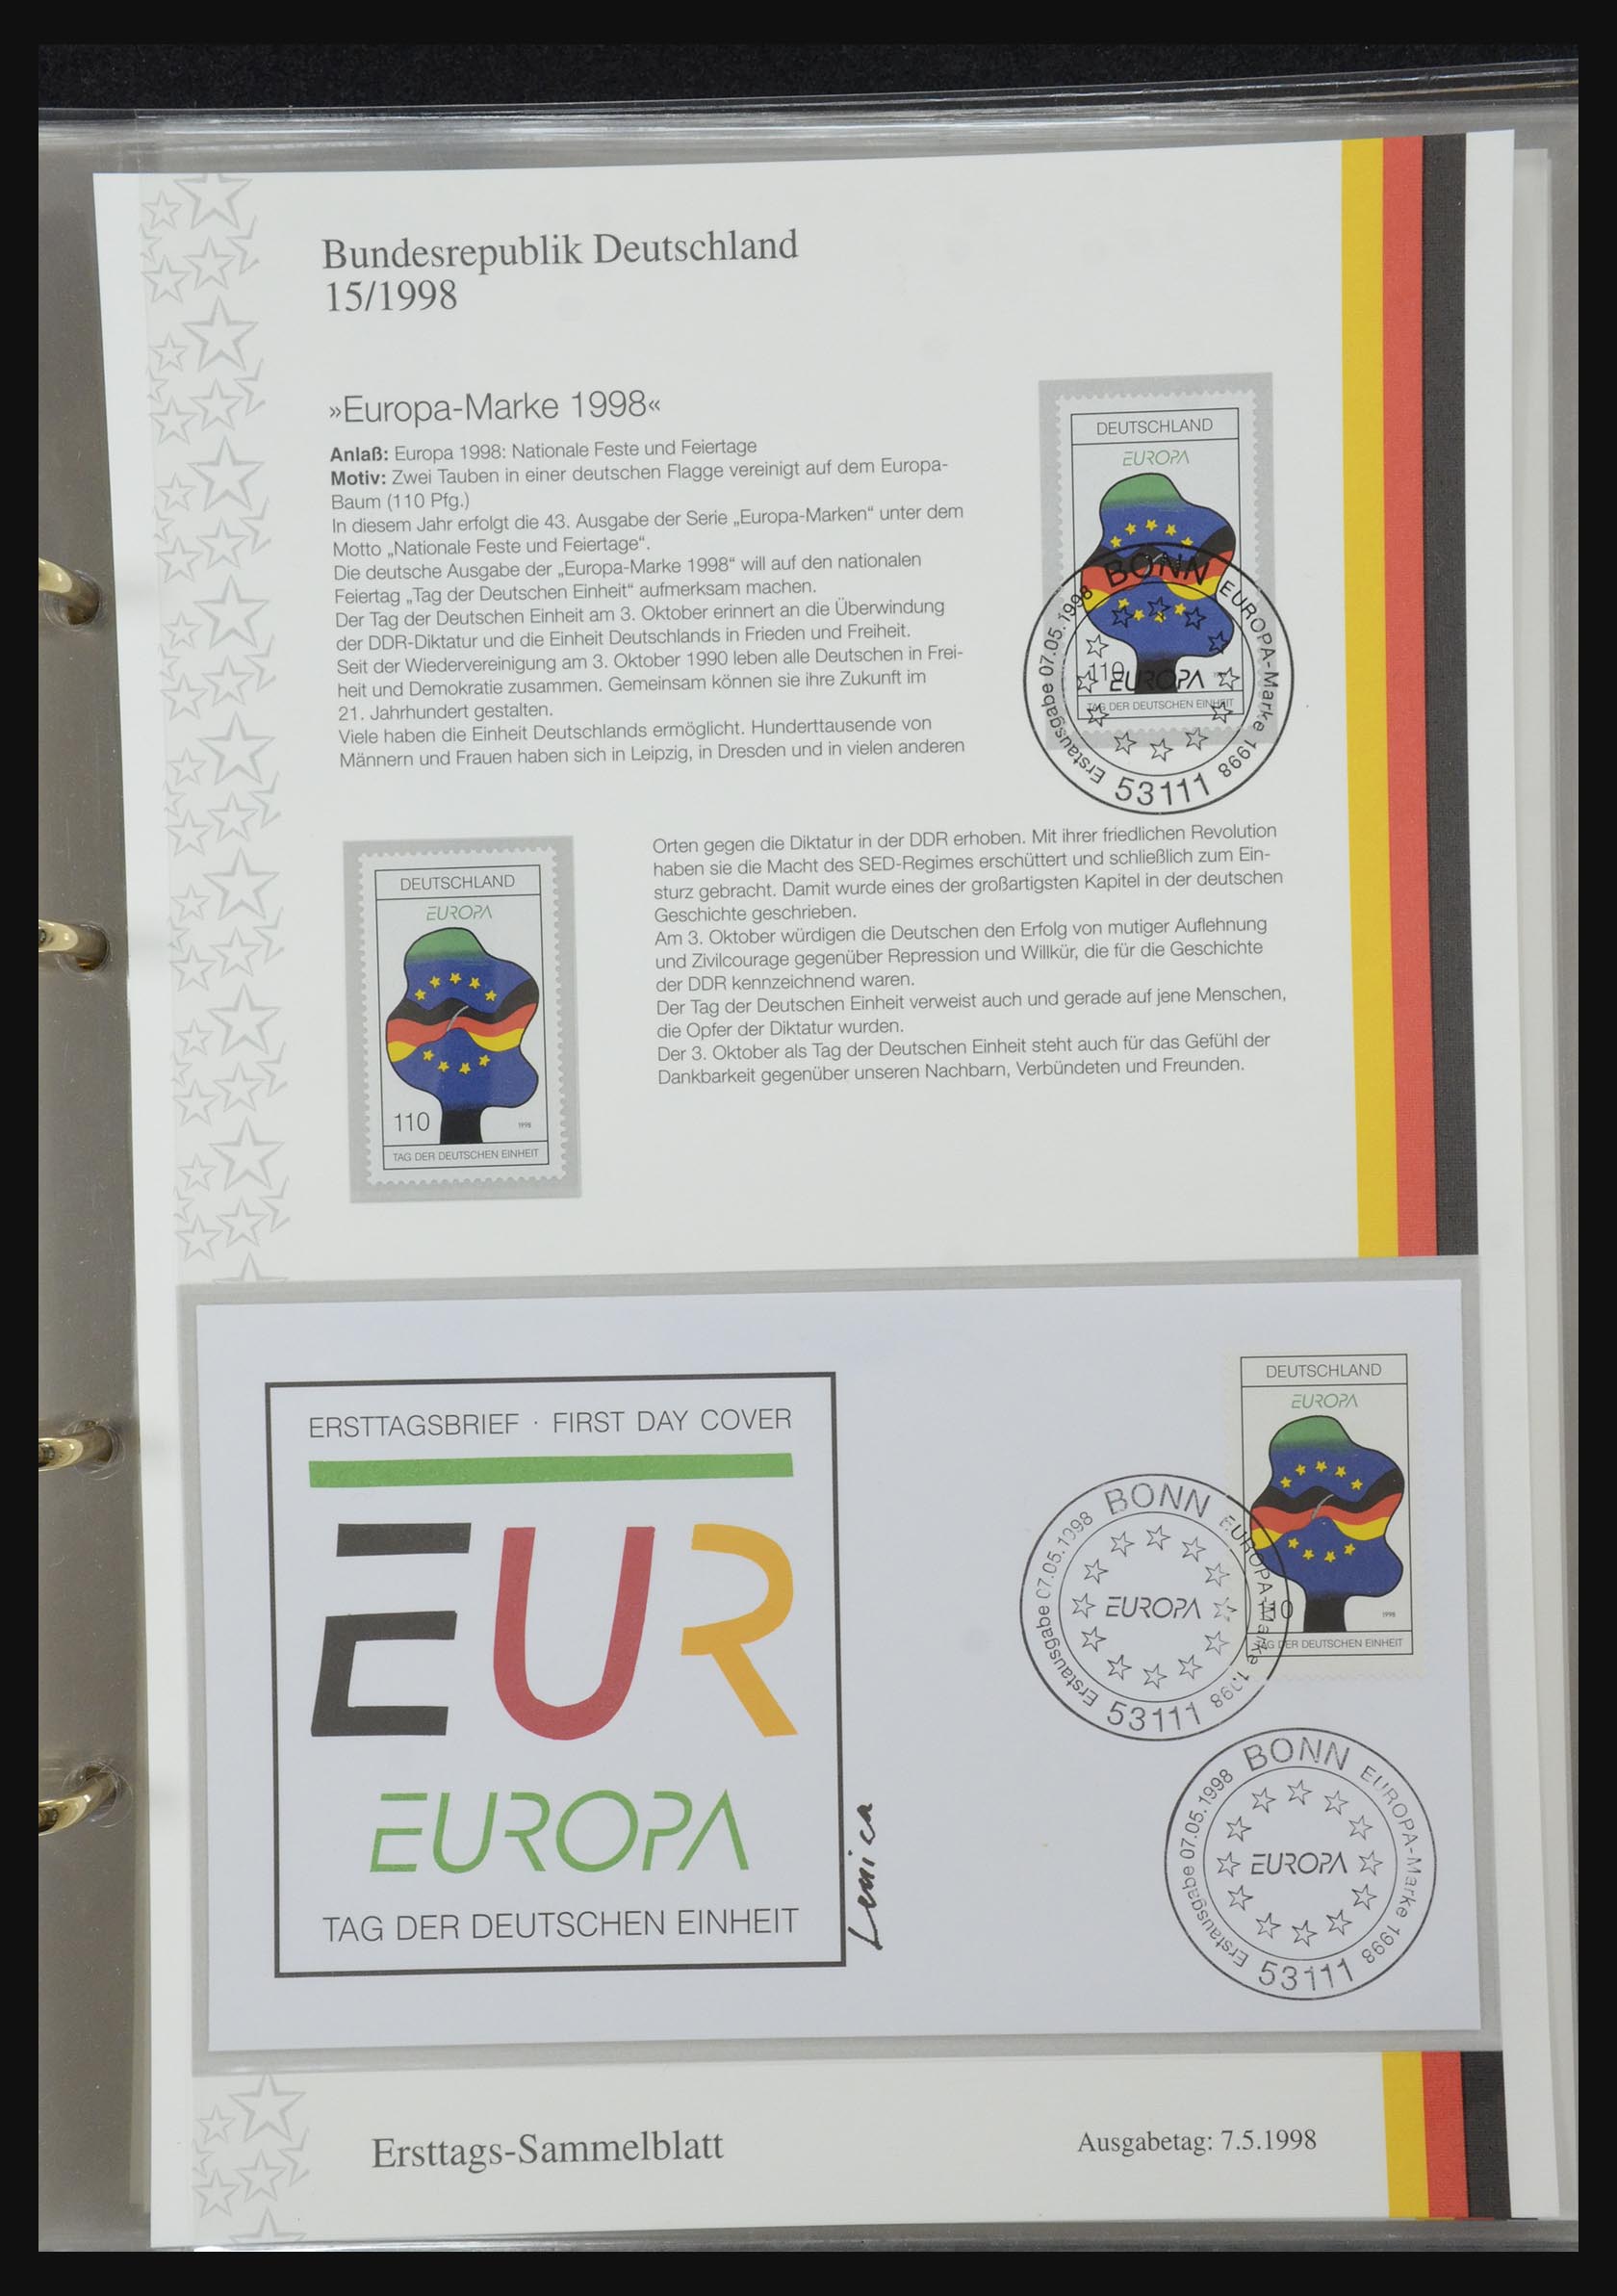 Bundesrepublik Deutschland
15/1998
»Europa-Marke 1998«
Anlaß: Europa 1998: Nationale Feste und Feiertage
Motiv: Zwei Tauben in einer deutschen Flagge vereinigt auf dem Europa-
Baum (110 Pfg.)
In diesem Jahr erfolgt die 43. Ausgabe der Serie „Europa-Marken“ unter dem
Motto „Nationale Feste und Feiertage“.
Die deutsche Ausgabe der „Europa-Marke 1998“ will auf den nationalen
Feiertag „Tag der Deutschen Einheit“ aufmerksam machen.
Der Tag der Deutschen Einheit am 3. Oktober erinnert an die Überwindung
der DDR-Diktatur und die Einheit Deutschlands in Frieden und Freiheit.
Seit der Wiedervereinigung am 3. Oktober 1990 leben alle Deutschen in Frei-
heit und Demokratie zusammen. Gemeinsam können sie ihre Zukunft im
21. Jahrhundert gestalten.
Viele haben die Einheit Deutschlands ermöglicht. Hunderttausende von
Männern und Frauen haben sich in Leipzig, in Dresden und in vielen anderen
DEUTSCHLAND
EUROPA
110
TAG DER DEUTSCHEN EINHEIT
BONN
Erstausgabe 07.05.1998
EUROPA-Marke 1998
EUROPA
53111
Orten gegen die Diktatur in der DDR erhoben. Mit ihrer friedlichen Revolution
haben sie die Macht des SED-Regimes erschüttert und schließlich zum Ein-
sturz gebracht. Damit wurde eines der großartigsten Kapitel in der deutschen
Geschichte geschrieben.
Am 3. Oktober würdigen die Deutschen den Erfolg von mutiger Auflehnung
und Zivilcourage gegenüber Repression und Willkür, die für die Geschichte
der DDR kennzeichnend waren.
Der Tag der Deutschen Einheit verweist auch und gerade auf jene Menschen,
die Opfer der Diktatur wurden.
Der 3. Oktober als Tag der Deutschen Einheit steht auch für das Gefühl der
Dankbarkeit gegenüber unseren Nachbarn, Verbündeten und Freunden.
DEUTSCHLAND
EUROPA
110
1998
TAG DER DEUTSCHEN EINHEIT
ERSTTAGSBRIEF · FIRST DAY COVER
EUR
EUROPA
TAG DER DEUTSCHEN EINHEIT
Lenica
DEUTSCHLAND
EUROPA
110
1998
TAG DER DEUTSCHEN EINHEIT
BONN
Erstausgabe 07.05.1998
EUROPA-Marke 1998
EUROPA
53111
BONN
Erstausgabe 07.05.1998
EUROPA-Marke 1998
EUROPA
53111
Ersttags-Sammelblatt
Ausgabetag: 7.5.1998